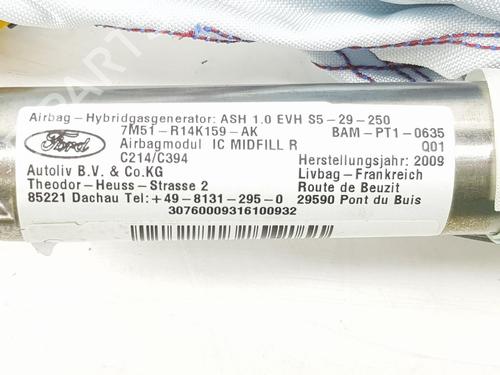 Airbag-Hybridgasgenerator: ASH 1.0 EVH S5-29-250
Ford
7M51-R14K159-AK BAM-PT1-0635
Airbagmodul IC MIDFILL R Q01
C214/C394 Herstellungsjahr: 2009
Autoliv B.V. & Co.KG Livbag-Frankreich
Theodor-Heuss-Strasse 2 Route de Beuzit
85221 Dachau Tel:+49-8131-295-0 29590 Pont du Buis
30760009316100932